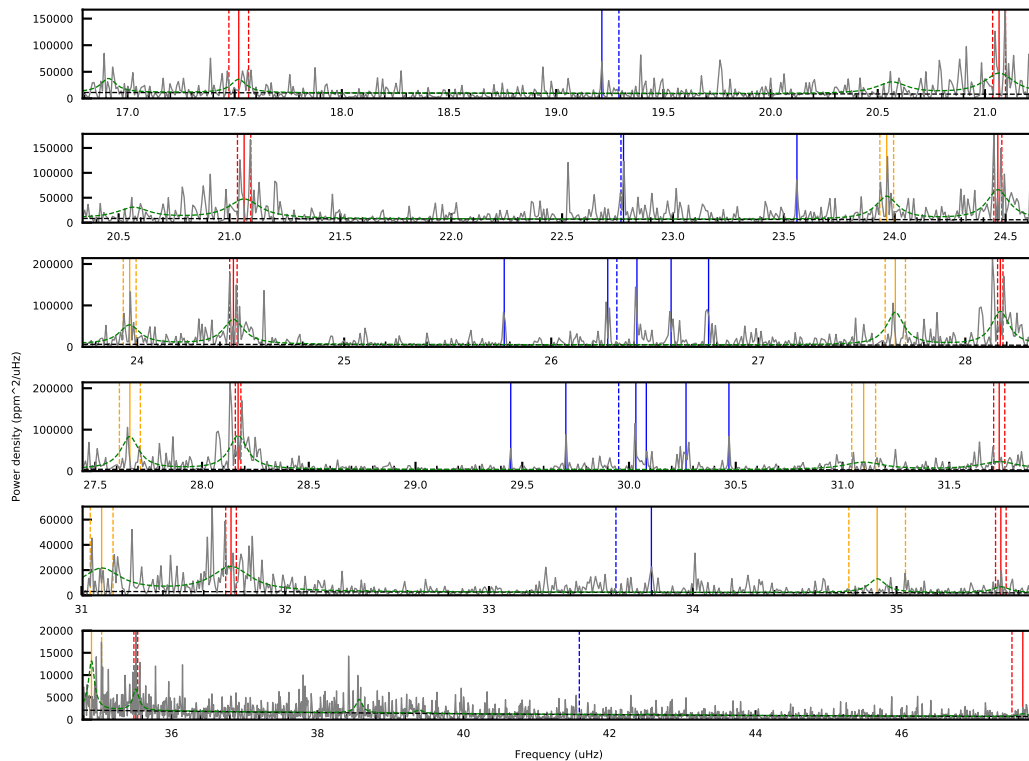 150000
100000
50000
0
17.0 17.5 18.0 18.5 19.0 19.5 20.0 20.5 21.0
150000
100000
50000
0
20.5 21.0 21.5 22.0 22.5 23.0 23.5 24.0 24.5
200000
100000
0
24 25 26 27 28
Power density (ppm^2/uHz)
200000
100000
0
27.5 28.0 28.5 29.0 29.5 30.0 30.5 31.0 31.5
60000
40000
20000
0
31 32 33 34 35
20000
15000
10000
5000
0
36 38 40 42 44 46
Frequency (uHz)